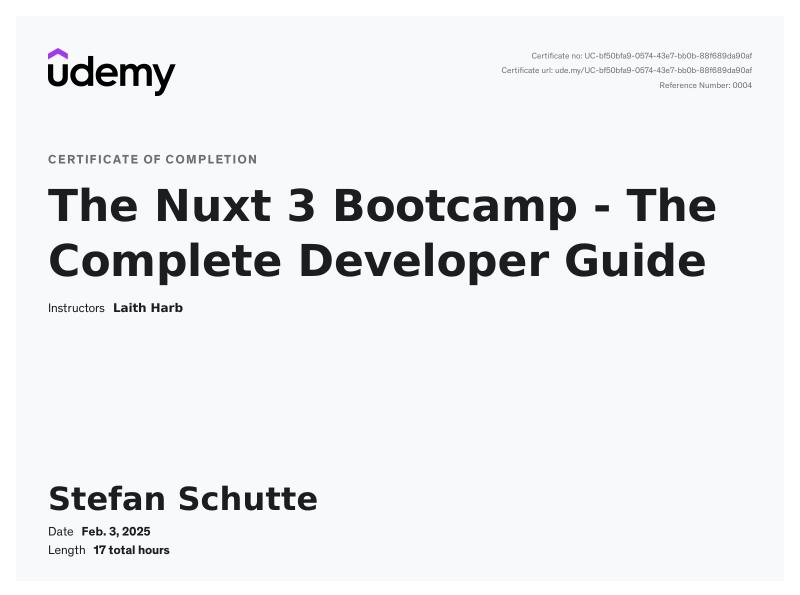 udemy
Certificate no: UC-bf50bfa9-0574-43e7-bb0b-88f689da90af
Certificate url: ude.my/UC-bf50bfa9-0574-43e7-bb0b-88f689da90af
Reference Number: 0004
CERTIFICATE OF COMPLETION
The Nuxt 3 Bootcamp - The
Complete Developer Guide
Instructors Laith Harb
Stefan Schutte
Date Feb. 3, 2025
Length 17 total hours